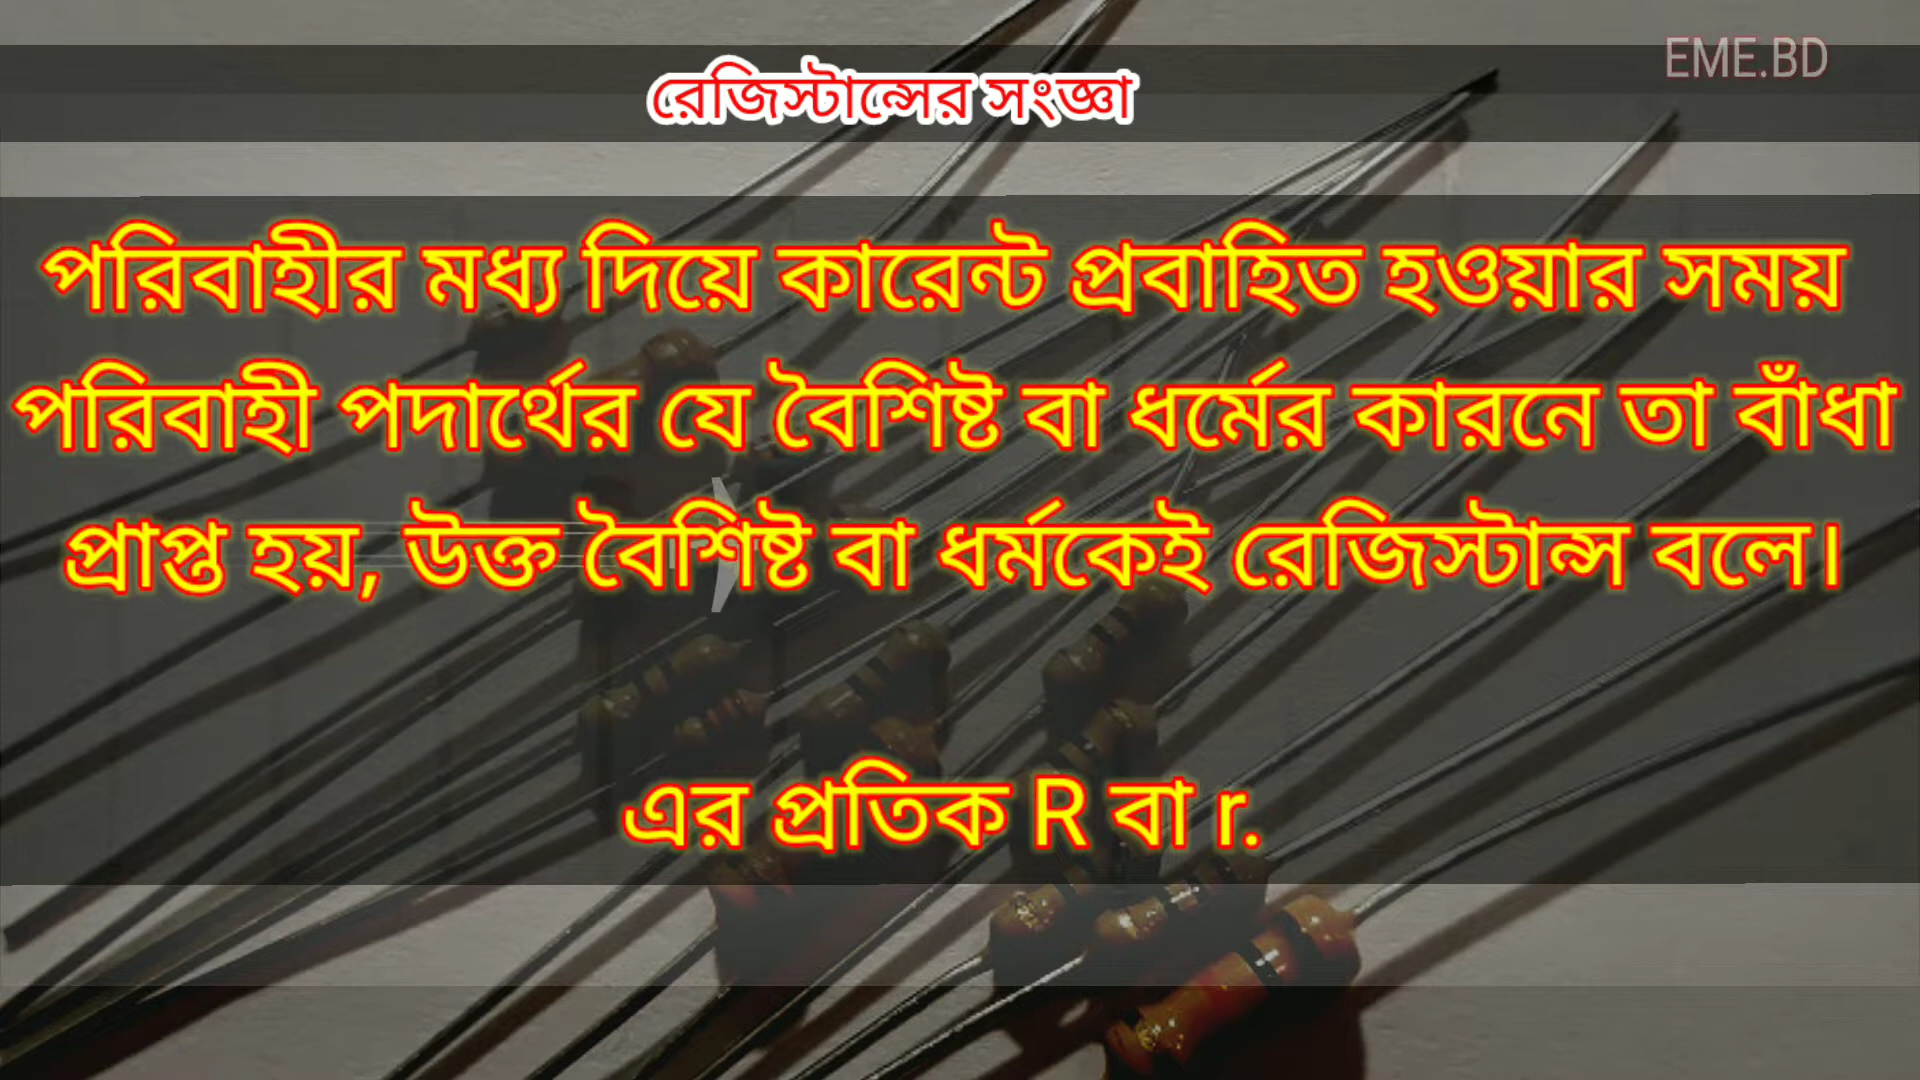 EME.BD
রেজিস্টান্সের সংজ্ঞা
পরিবাহীর মধ্য দিয়ে কারেন্ট প্রবাহিত হওয়ার সময়
পরিবাহী পদার্থের যে বৈশিষ্ট বা ধর্মের কারনে তা বাঁধা
প্রাপ্ত হয়, উক্ত বৈশিষ্ট বা ধর্মকেই রেজিস্টান্স বলে।
এর প্রতিক R বা r.